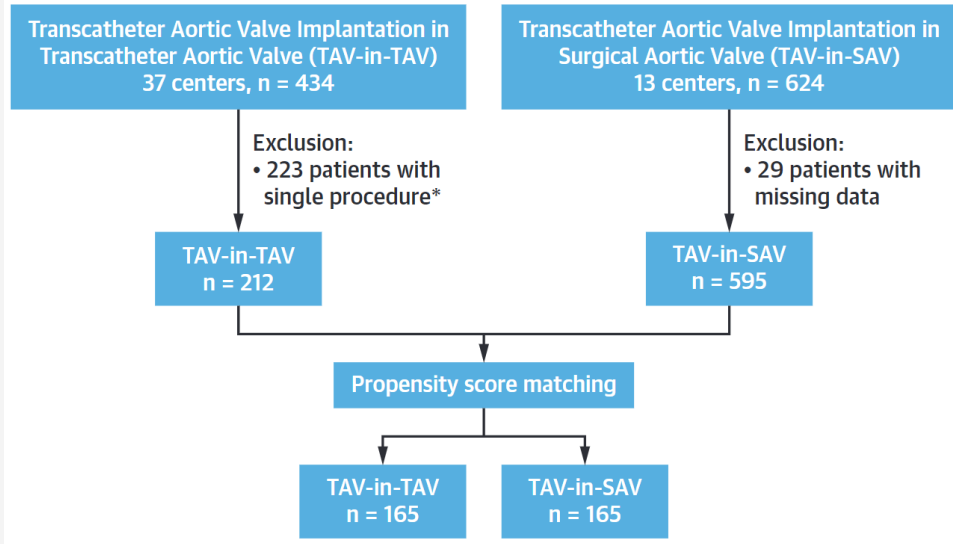 Transcatheter Aortic Valve Implantation in
Transcatheter Aortic Valve (TAV-in-TAV)
37 centers, n = 434
Transcatheter Aortic Valve Implantation in
Surgical Aortic Valve (TAV-in-SAV)
13 centers, n = 624
Exclusion:
• 223 patients with
single procedure*
Exclusion:
• 29 patients with
missing data
TAV-in-TAV
n = 212
TAV-in-SAV
n = 595
Propensity score matching
TAV-in-TAV
n = 165
TAV-in-SAV
n = 165